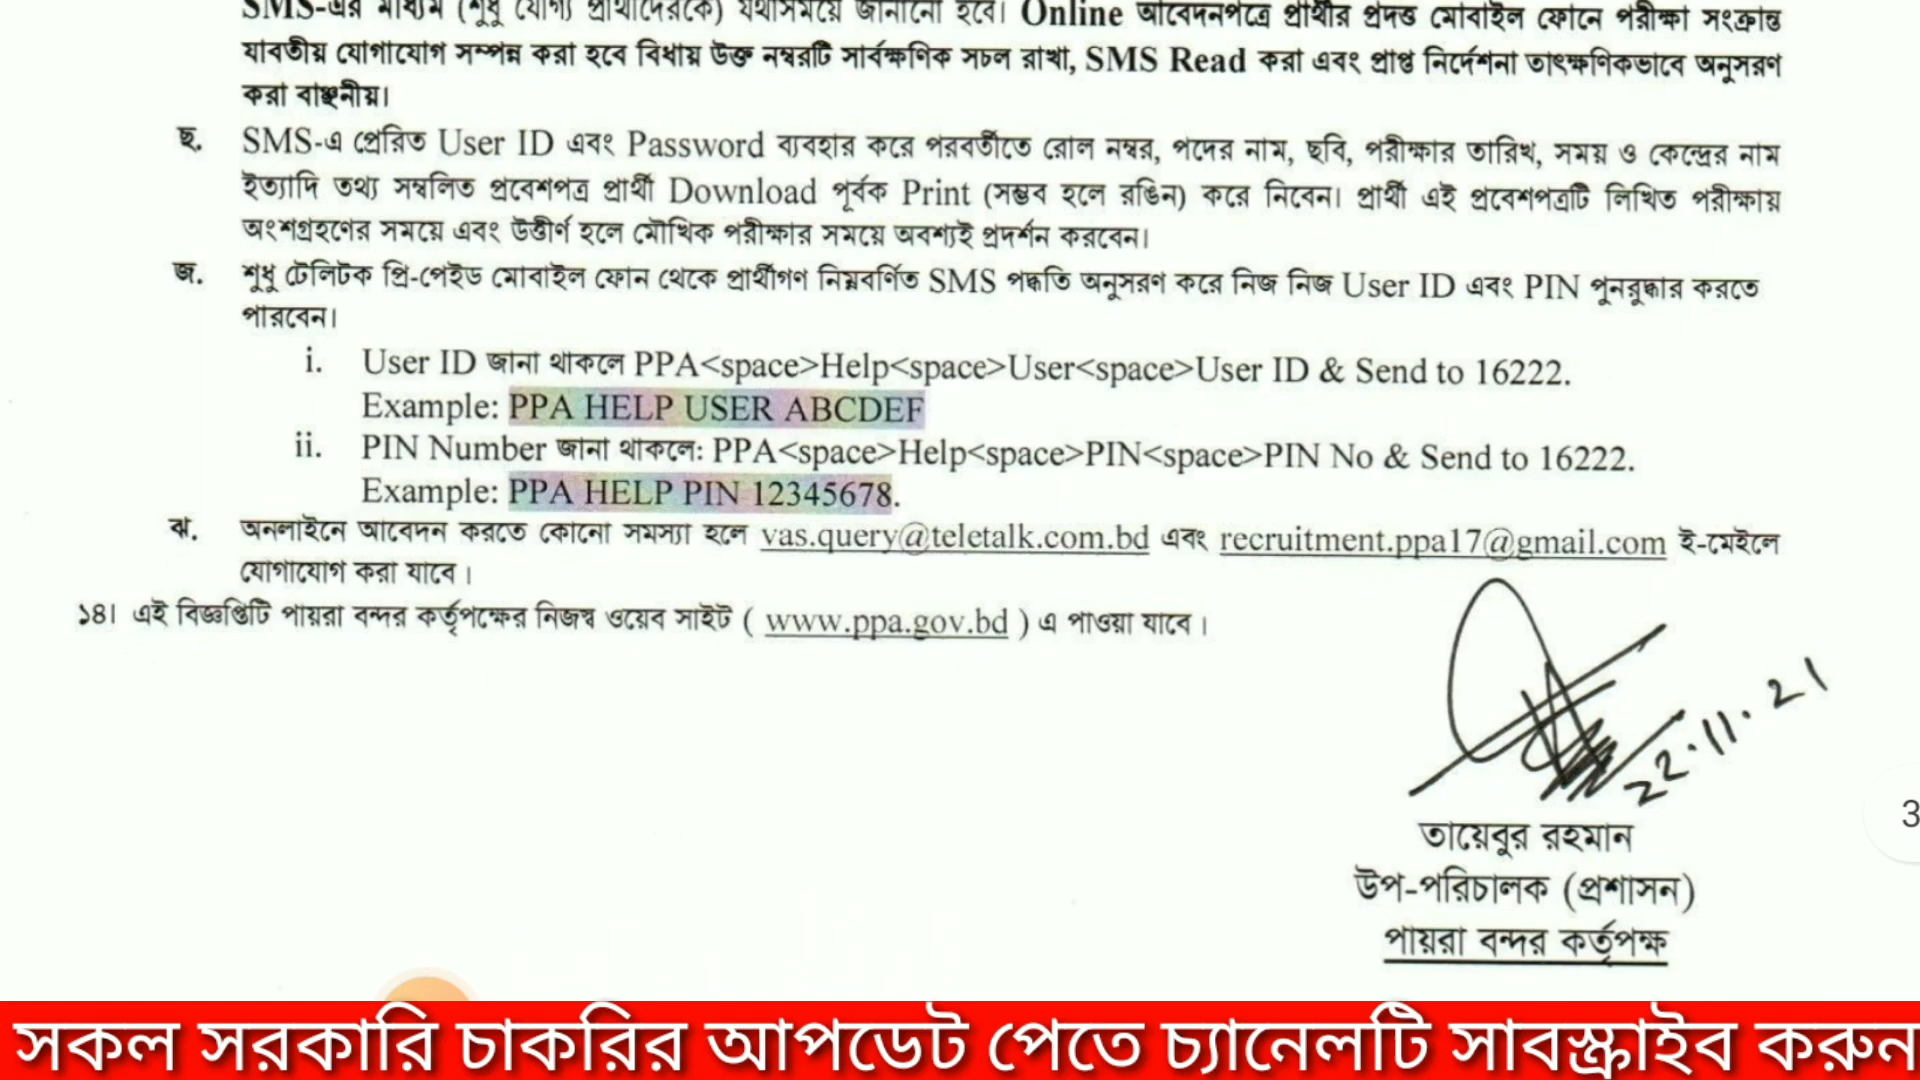 SMS-এর মাধ্যমে (শুধু যোগ্য প্রার্থীদেরকে) যথাসময়ে জানানো হবে। Online আবেদনপত্রে প্রার্থীর প্রদত্ত মোবাইল ফোনে পরীক্ষা সংক্রান্ত
যাবতীয় যোগাযোগ সম্পন্ন করা হবে বিধায় উক্ত নম্বরটি সার্বক্ষণিক সচল রাখা, SMS Read করা এবং প্রাপ্ত নির্দেশনা তাৎক্ষণিকভাবে অনুসরণ
করা বাঞ্ছনীয়।
ছ. SMS-এ প্রেরিত User ID এবং Password ব্যবহার করে পরবর্তীতে রোল নম্বর, পদের নাম, ছবি, পরীক্ষার তারিখ, সময় ও কেন্দ্রের নাম
ইত্যাদি তথ্য সম্বলিত প্রবেশপত্র প্রার্থী Download পূর্বক Print (সম্ভব হলে রঙিন) করে নিবেন। প্রার্থী এই প্রবেশপত্রটি লিখিত পরীক্ষায়
অংশগ্রহণের সময়ে এবং উত্তীর্ণ হলে মৌখিক পরীক্ষার সময়ে অবশ্যই প্রদর্শন করবেন।
জ. শুধু টেলিটক প্রি-পেইড মোবাইল ফোন থেকে প্রার্থীগণ নিম্নবর্ণিত SMS পদ্ধতি অনুসরণ করে নিজ নিজ User ID এবং PIN পুনরুদ্ধার করতে
পারবেন।
i. User ID জানা থাকলে PPA<space>Help<space>User<space>User ID & Send to 16222.
Example: PPA HELP USER ABCDEF
ii. PIN Number জানা থাকলে: PPA<space>Help<space>PIN<space>PIN No & Send to 16222.
Example: PPA HELP PIN 12345678.
ঝ. অনলাইনে আবেদন করতে কোনো সমস্যা হলে vas.query@teletalk.com.bd এবং recruitment.ppa17@gmail.com ই-মেইলে
যোগাযোগ করা যাবে।
১৪। এই বিজ্ঞপ্তিটি পায়রা বন্দর কর্তৃপক্ষের নিজস্ব ওয়েব সাইট ( www.ppa.gov.bd ) এ পাওয়া যাবে।
22.11.21
3
তায়েবুর রহমান
উপ-পরিচালক (প্রশাসন)
পায়রা বন্দর কর্তৃপক্ষ
সকল সরকারি চাকরির আপডেট পেতে চ্যানেলটি সাবস্ক্রাইব করুন